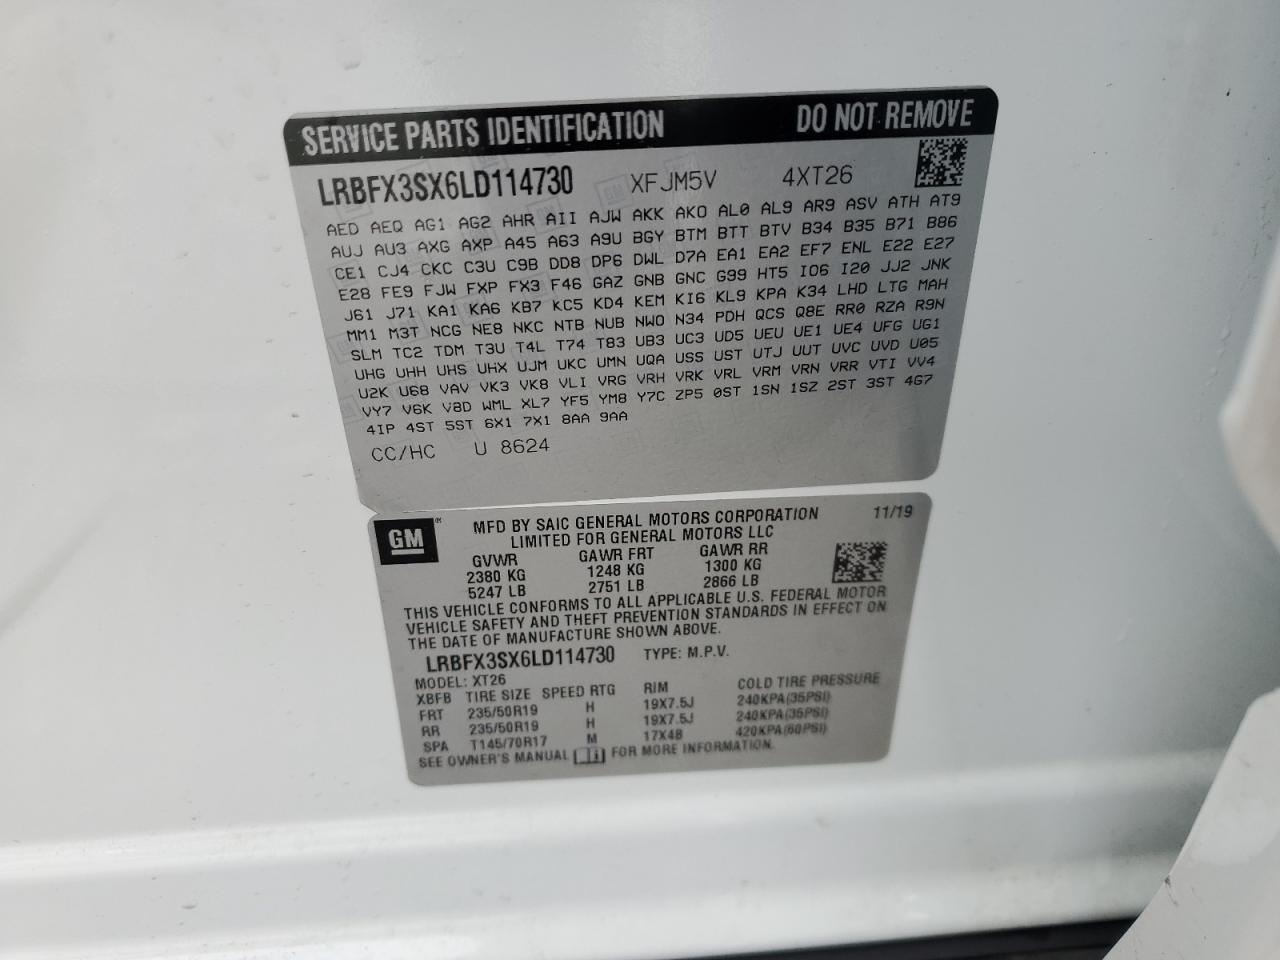 SERVICE PARTS IDENTIFICATION DO NOT REMOVE
LRBFX3SX6LD114730 XFJM5V 4XT26
AED AEQ AG1 AG2 AHR AII AJW AKK AKO AL0 AL9 AR9 ASV ATH AT9
AUJ AU3 AXG AXP A45 A63 A9U BGY BTM BTT BTV B34 B35 B71 B86
CE1 CJ4 CKC C3U C9B DD8 DP6 DWL D7A EA1 EA2 EF7 ENL E22 E27
E28 FE9 FJW FXP FX3 F46 GAZ GNB GNC G99 HT5 IO6 I20 JJ2 JNK
J61 J71 KA1 KA6 KB7 KC5 KD4 KEM KI6 KL9 KPA K34 LHD LTG MAH
MM1 M3T NCG NE8 NKC NTB NUB NWO N34 PDH QCS Q8E RR0 RZA R9N
SLM TC2 TDM T3U T4L T74 T83 UB3 UC3 UD5 UEU UE1 UE4 UFG UG1
UHG UHH UHS UHX UJM UKC UMN UQA USS UST UTJ UUT UVC UVD U05
U2K U68 VAV VK3 VK8 VLI VRG VRH VRK VRL VRM VRN VRR VTI VV4
VY7 V6K V8D WML XL7 YF5 YM8 Y7C ZP5 0ST 1SN 1SZ 2ST 3ST 4G7
4IP 4ST 5ST 6X1 7X1 8AA 9AA
CC/HC U 8624
GM ® MFD BY SAIC GENERAL MOTORS CORPORATION 11/19
LIMITED FOR GENERAL MOTORS LLC
GVWR GAWR FRT GAWR RR
2380 KG 1248 KG 1300 KG
5247 LB 2751 LB 2866 LB
THIS VEHICLE CONFORMS TO ALL APPLICABLE U.S. FEDERAL MOTOR
VEHICLE SAFETY AND THEFT PREVENTION STANDARDS IN EFFECT ON
THE DATE OF MANUFACTURE SHOWN ABOVE.
LRBFX3SX6LD114730 TYPE: M.P.V.
MODEL: XT26
XBFB TIRE SIZE SPEED RTG RIM COLD TIRE PRESSURE
FRT 235/50R19 H 19X7.5J 240KPA(35PSI)
RR 235/50R19 H 19X7.5J 240KPA(35PSI)
SPA T145/70R17 M 17X4B 420KPA(60PSI)
SEE OWNER'S MANUAL FOR MORE INFORMATION.